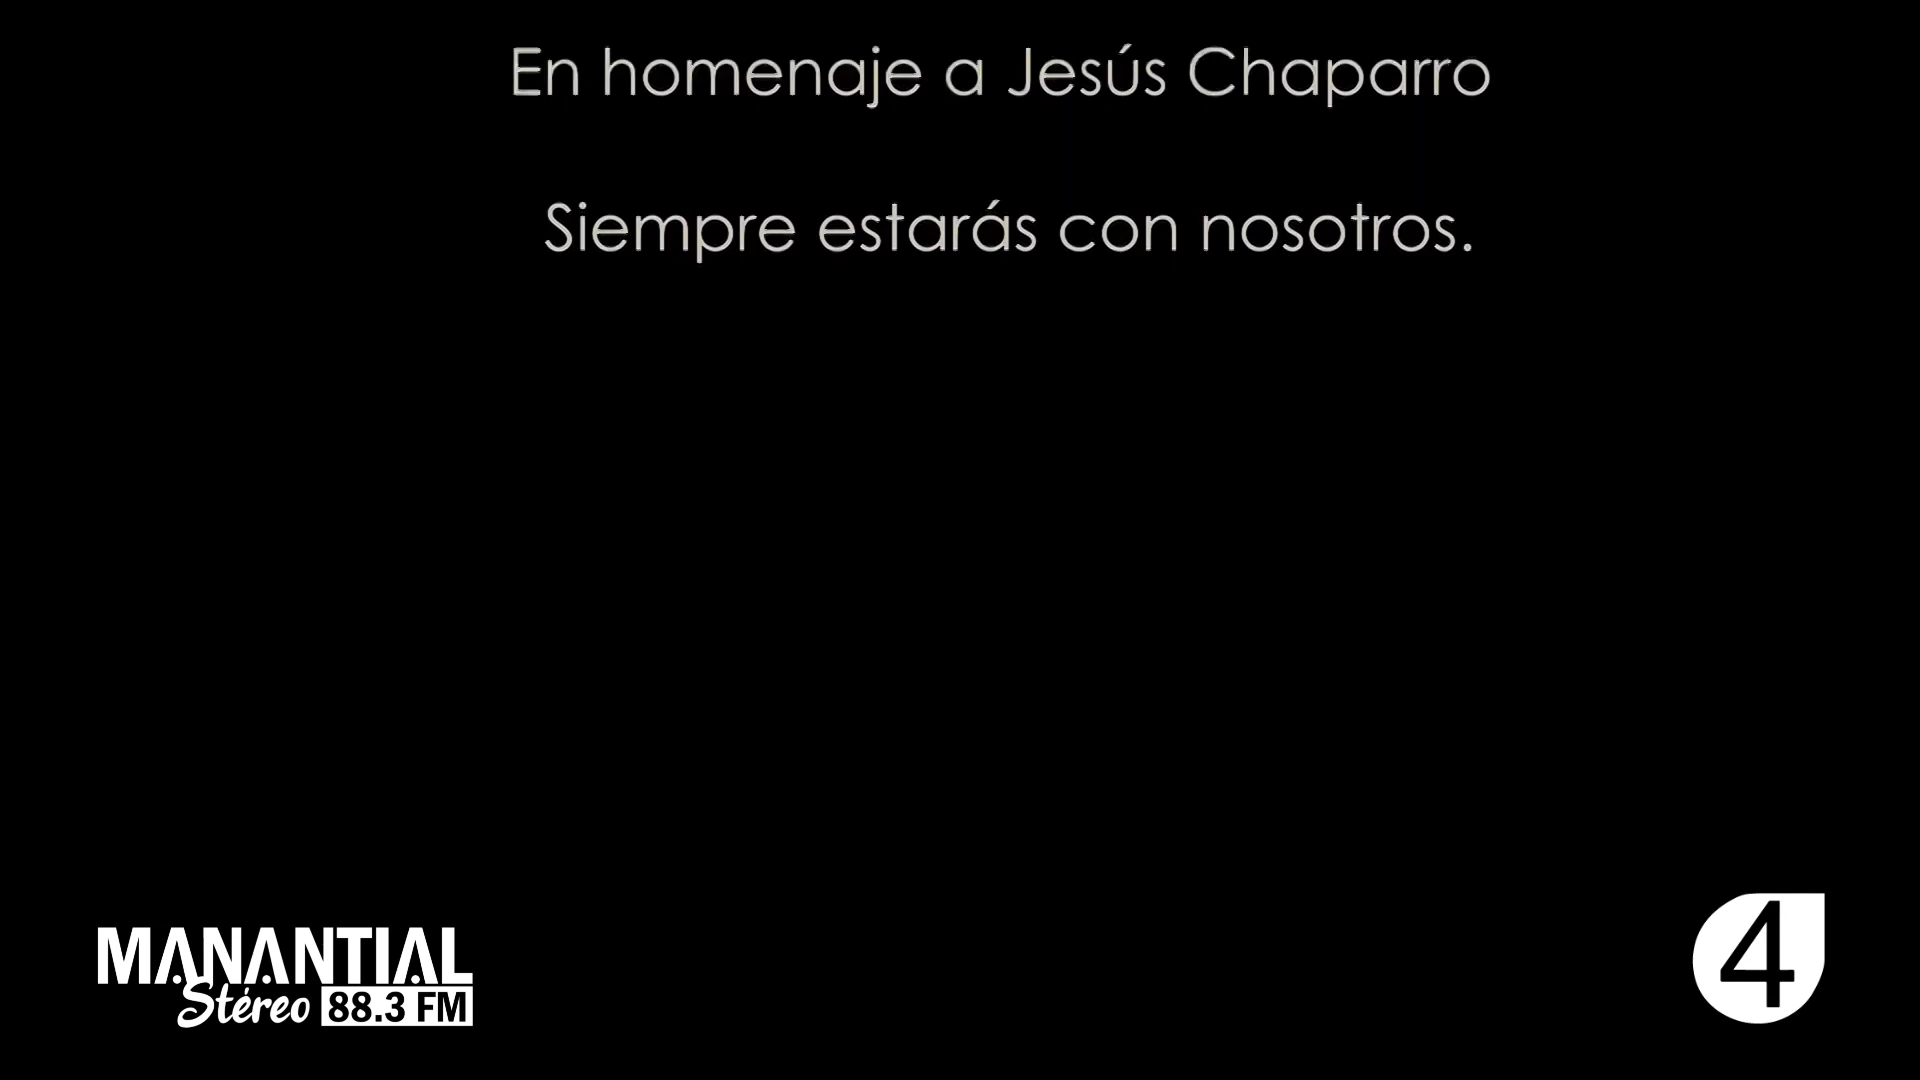 En homenaje a Jesús Chaparro
Siempre estarás con nosotros.
MANANTIAL
Stéreo 88.3 FM
4